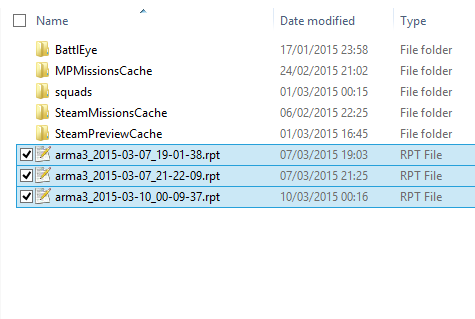 Name Date modified Type
BattlEye 17/01/2015 23:58 File folder
MPMissionsCache 24/02/2015 21:02 File folder
squads 01/03/2015 00:15 File folder
SteamMissionsCache 06/02/2015 22:25 File folder
SteamPreviewCache 01/03/2015 16:45 File folder
arma3_2015-03-07_19-01-38.rpt 07/03/2015 19:03 RPT File
arma3_2015-03-07_21-22-09.rpt 07/03/2015 21:25 RPT File
arma3_2015-03-10_00-09-37.rpt 10/03/2015 00:16 RPT File